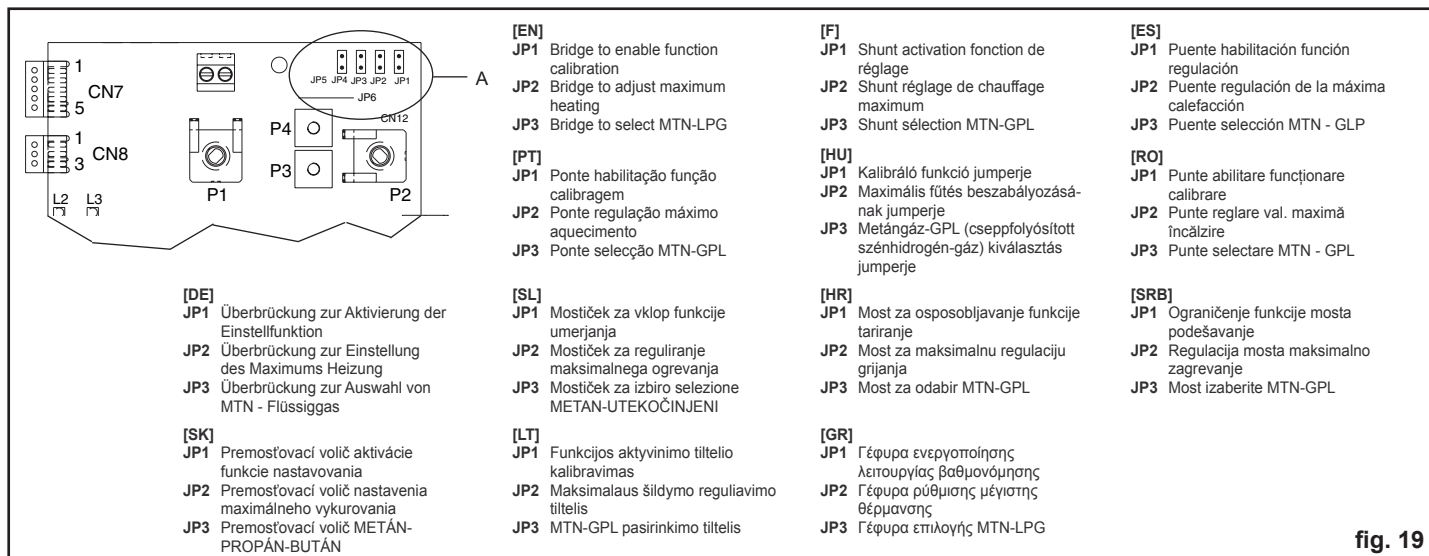 1
CN7
5
1
CN8
3
L2 L3
P1
P4
P3
P2
CN12
JP5 JP4 JP3 JP2 JP1
JP6
A
[EN]
JP1 Bridge to enable function
calibration
JP2 Bridge to adjust maximum
heating
JP3 Bridge to select MTN-LPG
[F]
JP1 Shunt activation fonction de
réglage
JP2 Shunt réglage de chauffage
maximum
JP3 Shunt sélection MTN-GPL
[ES]
JP1 Puente habilitación función
regulación
JP2 Puente regulación de la máxima
calefacción
JP3 Puente selección MTN - GLP
[PT]
JP1 Ponte habilitação função
calibragem
JP2 Ponte regulação máximo
aquecimento
JP3 Ponte selecção MTN-GPL
[HU]
JP1 Kalibráló funkció jumperje
JP2 Maximális fűtés beszabályozásá-
nak jumperje
JP3 Metángáz-GPL (cseppfolyósított
szénhidrogén-gáz) kiválasztás
jumperje
[RO]
JP1 Punte abilitare funcționare
calibrare
JP2 Punte reglare val. maximă
încălzire
JP3 Punte selectare MTN - GPL
[DE]
JP1 Überbrückung zur Aktivierung der
Einstellfunktion
JP2 Überbrückung zur Einstellung
des Maximums Heizung
JP3 Überbrückung zur Auswahl von
MTN - Flüssiggas
[SL]
JP1 Mostiček za vklop funkcije
umerjanja
JP2 Mostiček za reguliranje
maksimalnega ogrevanja
JP3 Mostiček za izbiro selezione
METAN-UTEKOČINJENI
[HR]
JP1 Most za osposobljavanje funkcije
tariranje
JP2 Most za maksimalnu regulaciju
grijanja
JP3 Most za odabir MTN-GPL
[SRB]
JP1 Ograničenje funkcije mosta
podešavanje
JP2 Regulacija mosta maksimalno
zagrevanje
JP3 Most izaberite MTN-GPL
[SK]
JP1 Premosťovací volič aktivácie
funkcie nastavovania
JP2 Premosťovací volič nastavenia
maximálneho vykurovania
JP3 Premosťovací volič METÁN-
PROPÁN-BUTÁN
[LT]
JP1 Funkcijos aktyvinimo tiltelio
kalibravimas
JP2 Maksimalaus šildymo reguliavimo
tiltelis
JP3 MTN-GPL pasirinkimo tiltelis
[GR]
JP1 Γέφυρα ενεργοποίησης
λειτουργίας βαθμονόμησης
JP2 Γέφυρα ρύθμισης μέγιστης
θέρμανσης
JP3 Γέφυρα επιλογής MTN-LPG
fig. 19